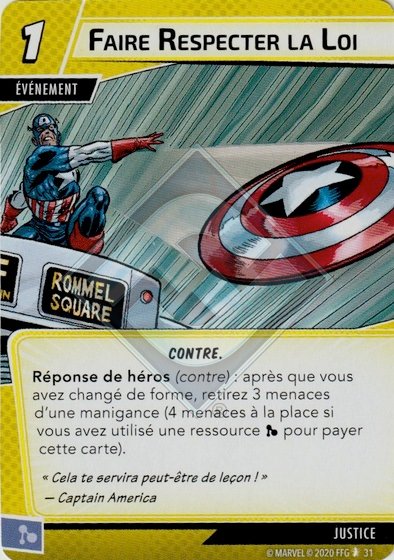 1
FAIRE RESPECTER LA LOI
ÉVÉNEMENT
ROMMEL
SQUARE
CONTRE.
Réponse de héros (contre) : après que vous
avez changé de forme, retirez 3 menaces
d'une manigance (4 menaces à la place si
vous avez utilisé une ressource pour payer
cette carte).
« Cela te servira peut-être de leçon ! »
— Captain America
JUSTICE
© MARVEL © 2020 FFG 31